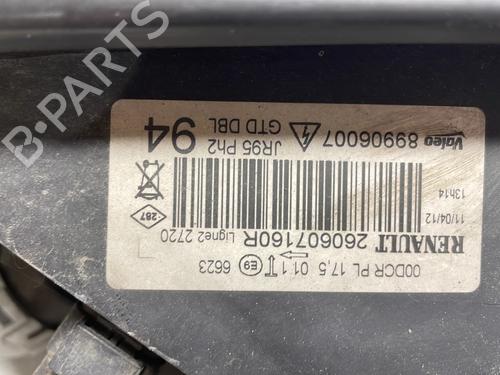 00DCR PL 17,5 01 1 E9 6623
RENAULT 260607160R Ligne2 2720
11/04/12 13h14
287
JR95 Ph2
GTD DBL
94
Valeo 89906007
B-PARTS